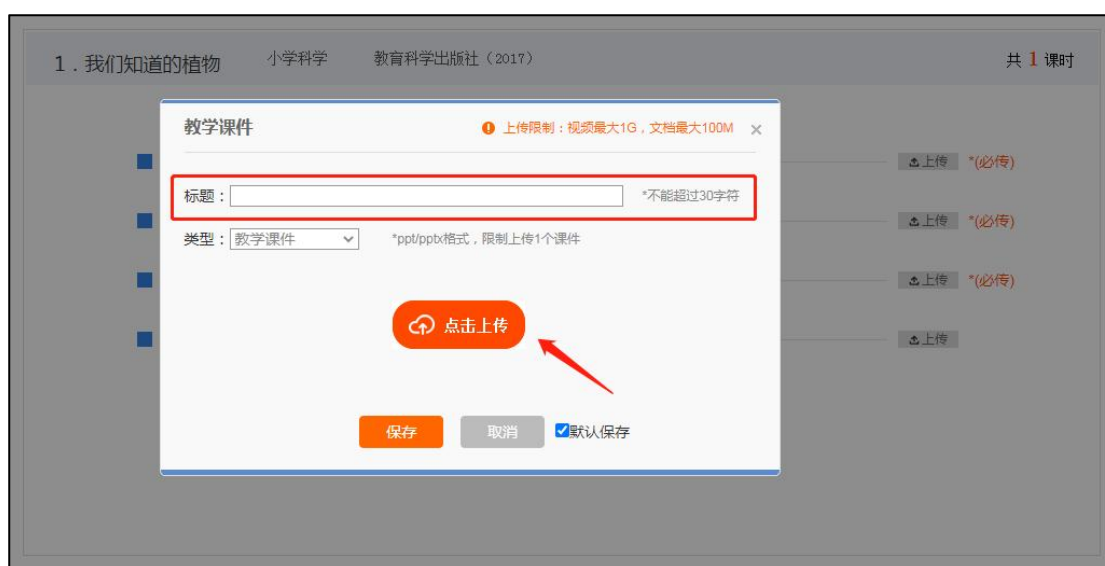 1．我们知道的植物 小学科学 教育科学出版社（2017） 共 1 课时
教学课件 上传限制：视频最大1G，文档最大100M
上传 *(必传)
标题： *不能超过30字符
上传 *(必传)
类型： 教学课件 *ppt/pptx格式，限制上传1个课件
上传 *(必传)
点击上传
上传
保存 取消 默认保存